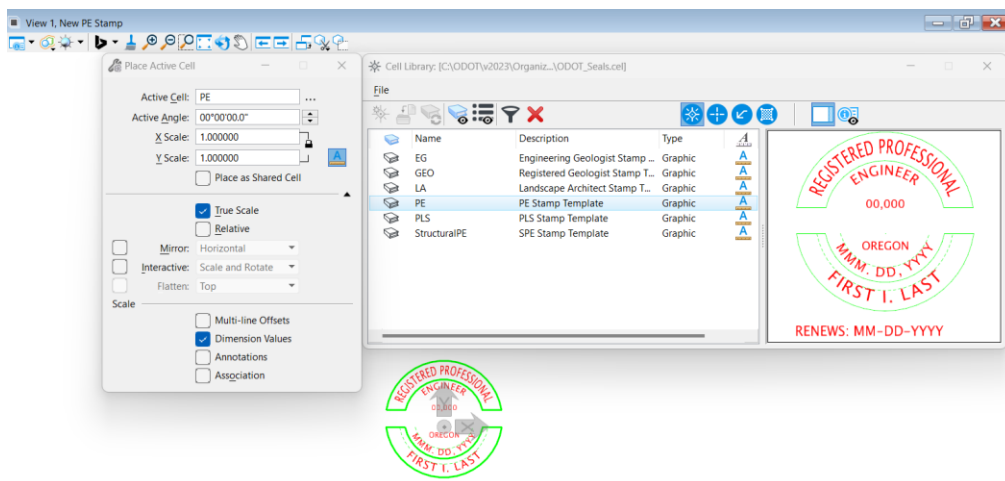 View 1, New PE Stamp
Place Active Cell
Active Cell: PE ...
Active Angle: 00°00'00.0"
X Scale: 1.000000
Y Scale: 1.000000
A
Place as Shared Cell
True Scale
Relative
Mirror: Horizontal
Interactive: Scale and Rotate
Flatten: Top
Scale
Multi-line Offsets
Dimension Values
Annotations
Association
Cell Library: [C:\ODOT\v2023\Organiz...\ODOT_Seals.cel]
File
Name Description Type A
EG Engineering Geologist Stamp ... Graphic A
GEO Registered Geologist Stamp T... Graphic A
LA Landscape Architect Stamp T... Graphic A
PE PE Stamp Template Graphic A
PLS PLS Stamp Template Graphic A
StructuralPE SPE Stamp Template Graphic A
REGISTERED PROFESSIONAL
ENGINEER
00,000
OREGON
MMM. DD, YYYY
FIRST I. LAST
RENEWS: MM-DD-YYYY
REGISTERED PROFESSIONAL
ENGINEER
00,000
Y
OREGON X
MMM. DD, YYYY
FIRST I. LAST